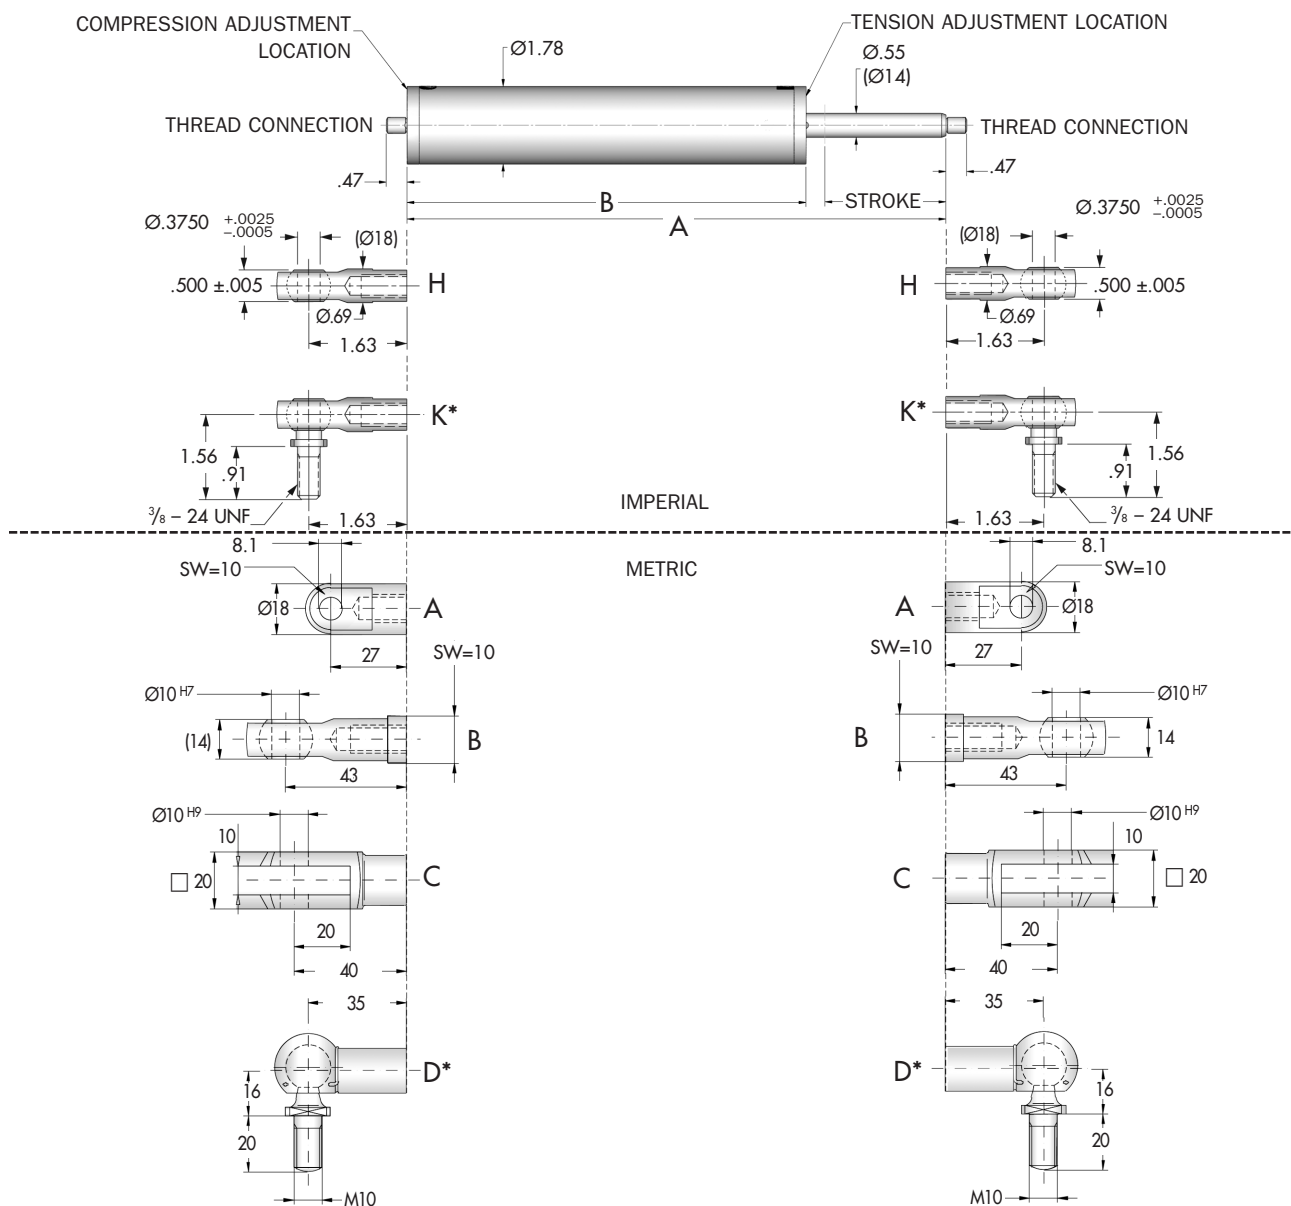 COMPRESSION ADJUSTMENT
LOCATION
TENSION ADJUSTMENT LOCATION
Ø1.78
Ø.55
(Ø14)
THREAD CONNECTION
THREAD CONNECTION
.47
.47
B
STROKE
A
Ø.3750 +.0025
–.0005
Ø.3750 +.0025
–.0005
(Ø18)
(Ø18)
.500 ±.005
H
H
.500 ±.005
Ø.69
Ø.69
1.63
1.63
K*
K*
1.56
.91
1.56
.91
³/₈ – 24 UNF
IMPERIAL
³/₈ – 24 UNF
1.63
1.63
8.1
8.1
SW=10
METRIC
SW=10
Ø18
A
A
Ø18
27
27
SW=10
SW=10
Ø10 H7
Ø10 H7
(14)
B
B
14
43
43
Ø10 H9
Ø10 H9
10
10
□ 20
C
C
□ 20
20
20
40
40
35
35
D*
D*
16
16
20
20
M10
M10